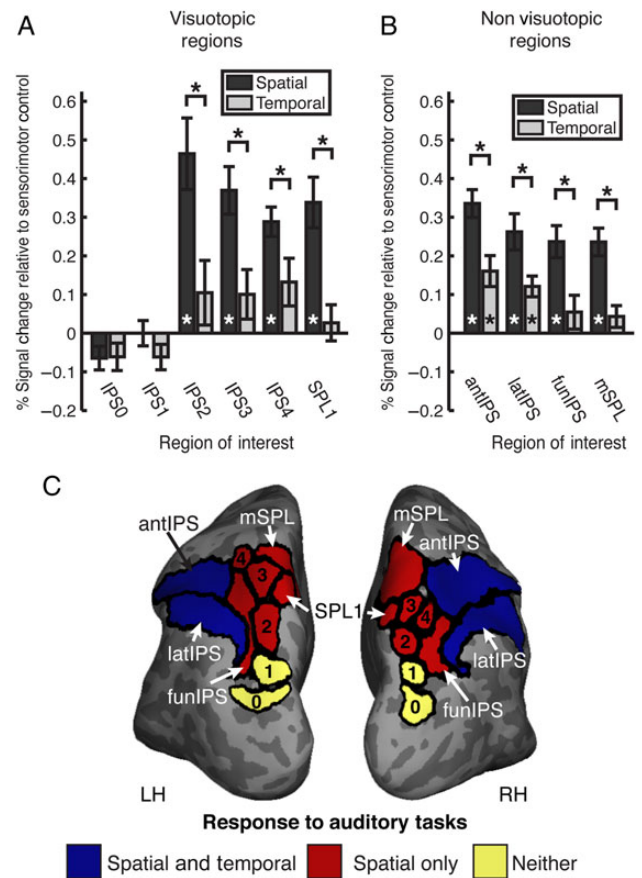 A
Visuotopic
regions
% Signal change relative to sensorimotor control
0.6
0.5
0.4
0.3
0.2
0.1
0
−0.1
−0.2
Spatial
Temporal
*
*
*
*
*
*
*
*
IPS0
IPS1
IPS2
IPS3
IPS4
SPL1
Region of interest
B
Non visuotopic
regions
% Signal change relative to sensorimotor control
0.6
0.5
0.4
0.3
0.2
0.1
0
−0.1
−0.2
Spatial
Temporal
*
*
*
*
*
*
*
*
*
*
antIPS
latIPS
funIPS
mSPL
Region of interest
C
antIPS
mSPL
4
3
2
1
0
latIPS
funIPS
LH
SPL1
mSPL
antIPS
3
4
2
1
0
latIPS
funIPS
RH
Response to auditory tasks
Spatial and temporal
Spatial only
Neither